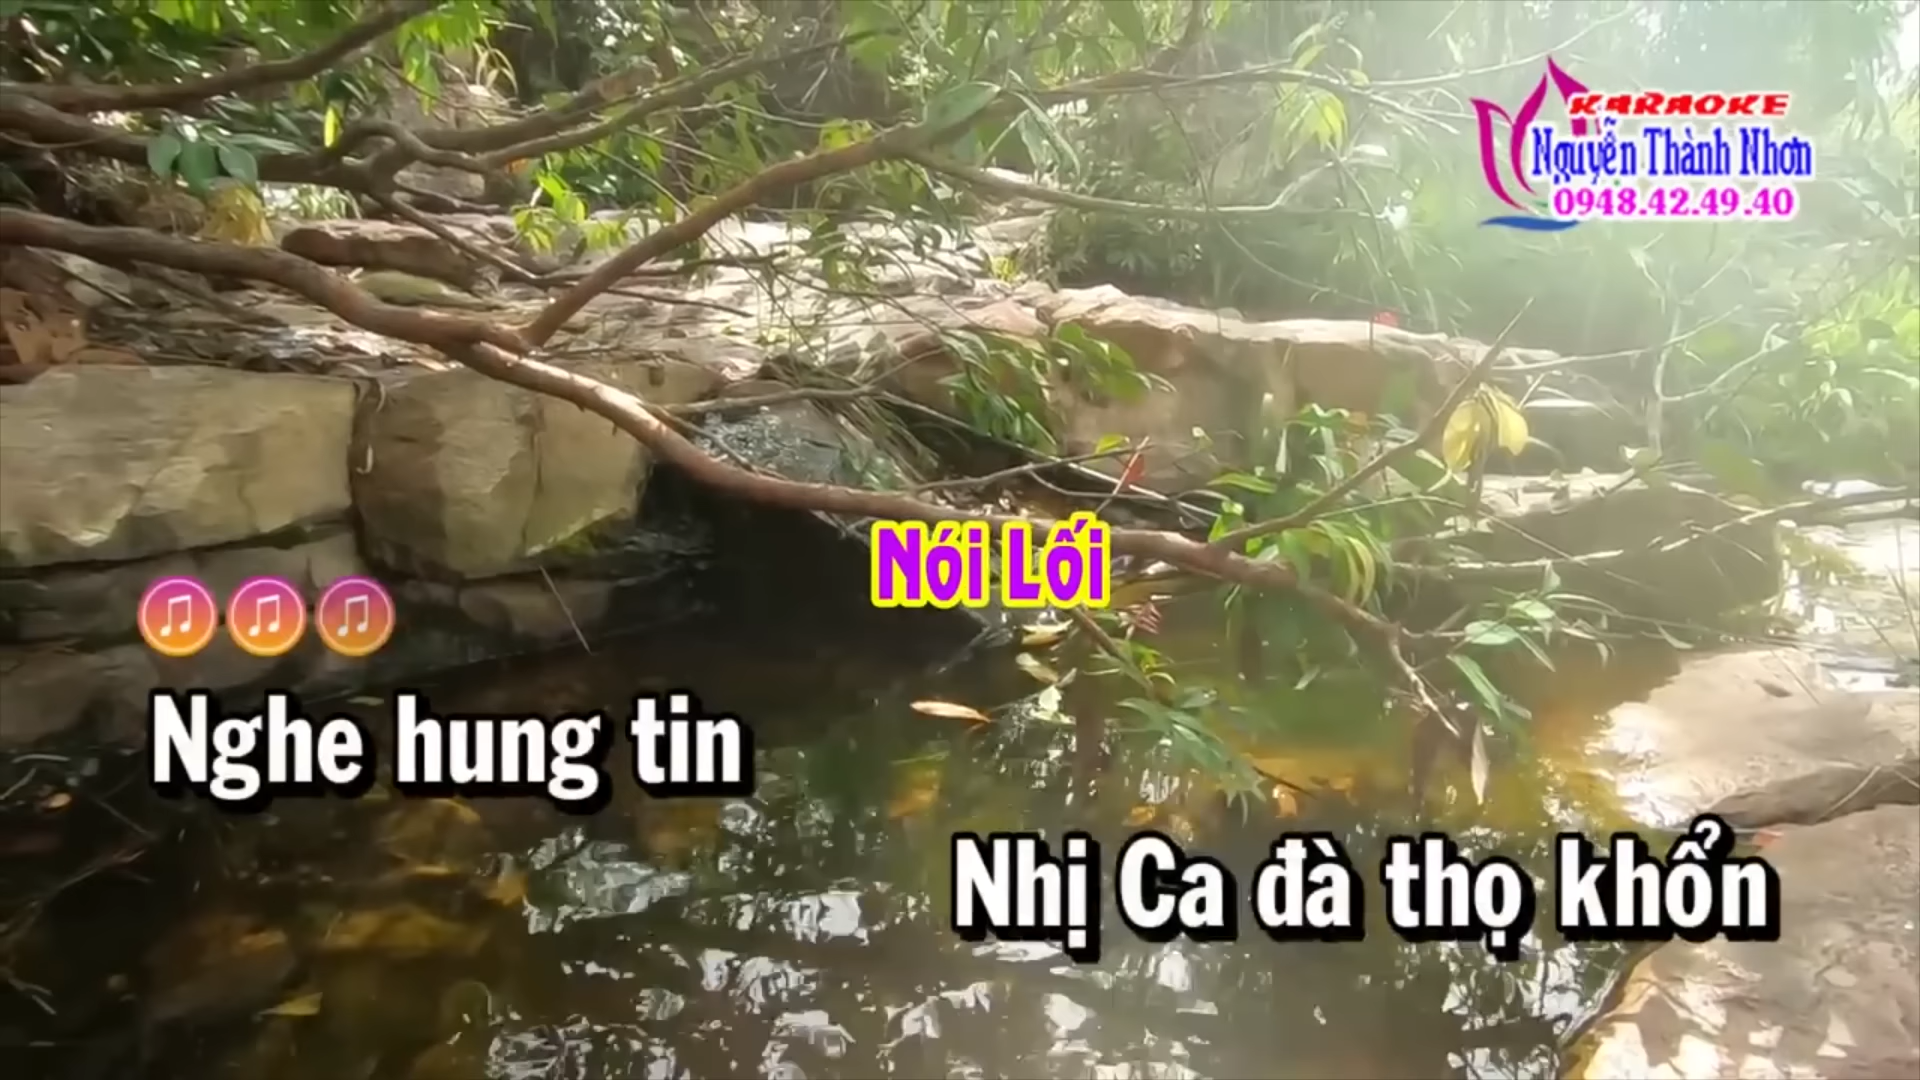 KARAOKE
Nguyễn Thành Nhơn
0948.42.49.40
Nói Lối
Nghe hung tin
Nhị Ca đà thọ khổn